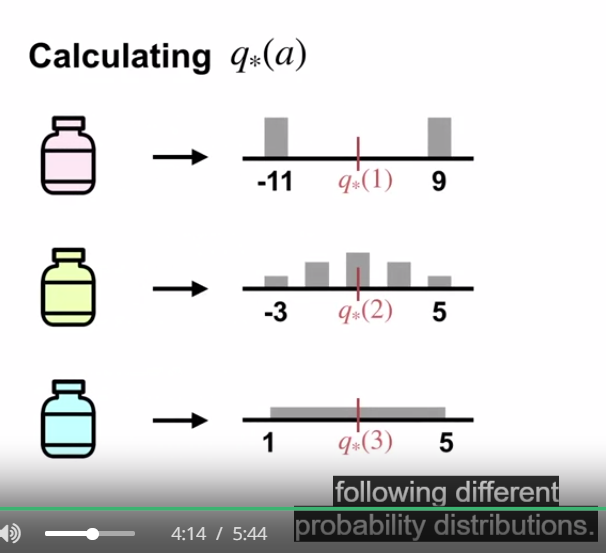 Calculating q*(a)
-11 q*(1) 9
-3 q*(2) 5
1 q*(3) 5
following different
4:14 / 5:44 probability distributions.